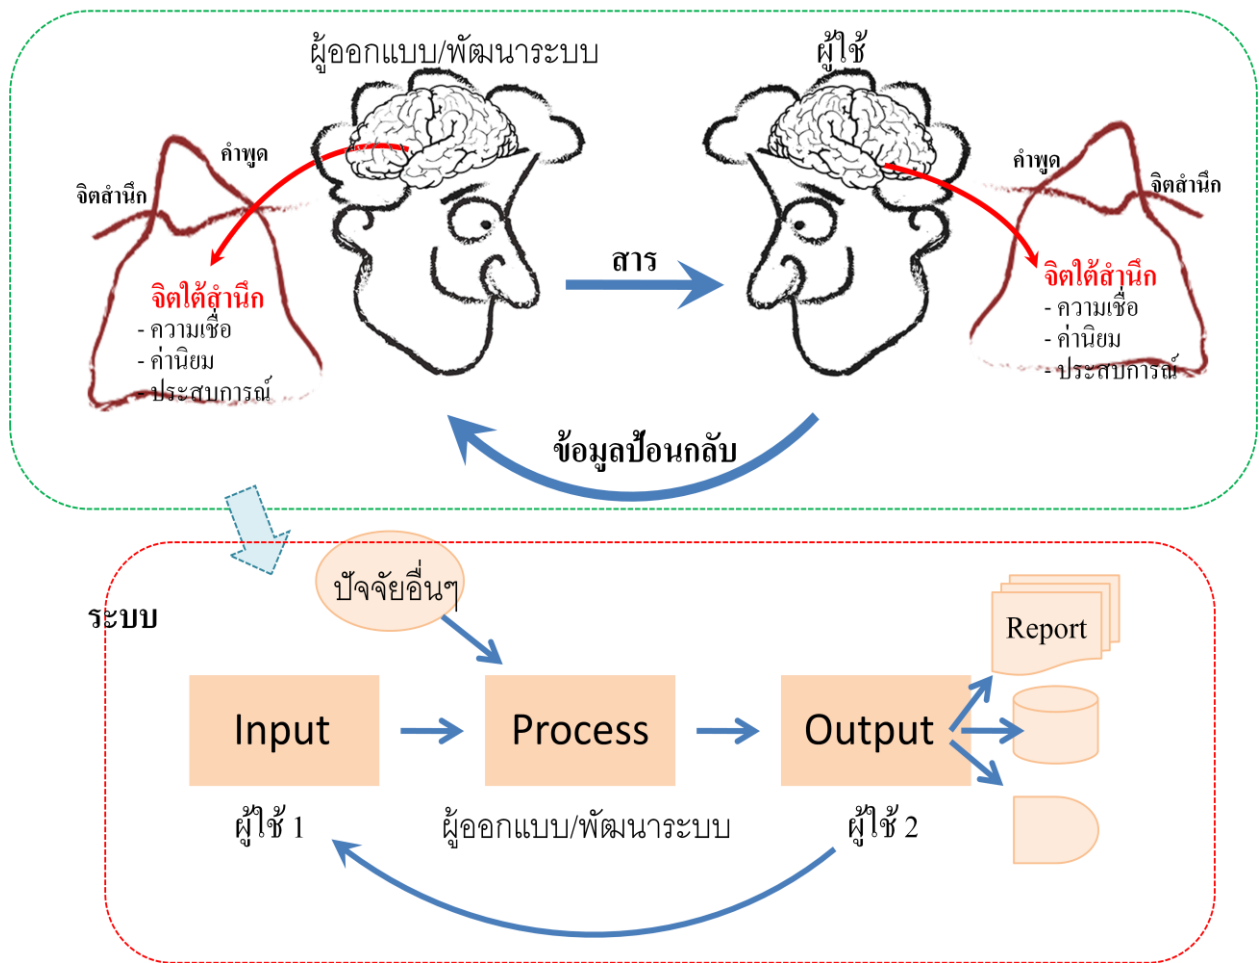 ผู้ออกแบบ/พัฒนาระบบ
ผู้ใช้
คำพูด
จิตสำนึก
จิตใต้สำนึก
- ความเชื่อ
- ค่านิยม
- ประสบการณ์
สาร
คำพูด
จิตสำนึก
จิตใต้สำนึก
- ความเชื่อ
- ค่านิยม
- ประสบการณ์
ข้อมูลป้อนกลับ
ระบบ
ปัจจัยอื่นๆ
Report
Input
Process
Output
ผู้ใช้ 1
ผู้ออกแบบ/พัฒนาระบบ
ผู้ใช้ 2